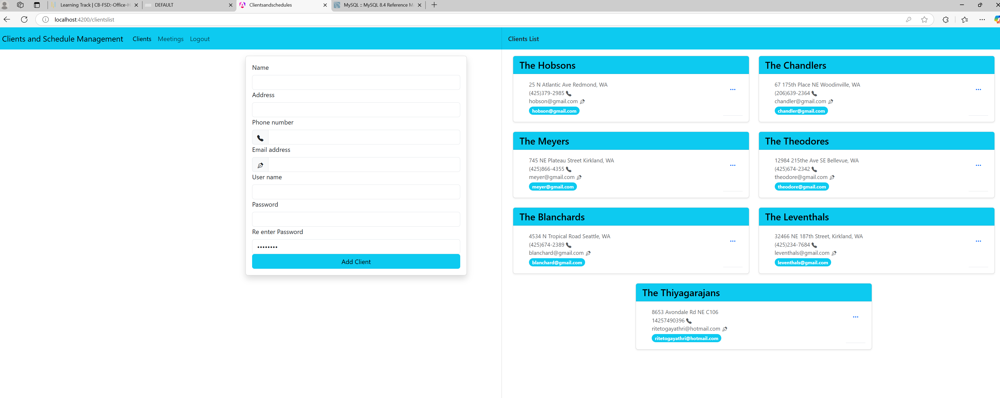 Learning Track | CB-FSD:-Office-H
DEFAULT
Clientsandschedules
MySQL :: MySQL 8.4 Reference Ma
localhost:4200/clientslist
Clients and Schedule Management
Clients
Meetings
Logout
Clients List
Name
Address
Phone number
Email address
User name
Password
Re enter Password
••••••••
Add Client
The Hobsons
25 N Atlantic Ave Redmond, WA
(425)379-2985
hobson@gmail.com
hobson@gmail.com
The Chandlers
67 175th Place NE Woodinville, WA
(206)639-2364
chandler@gmail.com
chandler@gmail.com
The Meyers
745 NE Plateau Street Kirkland, WA
(425)866-4355
meyer@gmail.com
meyer@gmail.com
The Theodores
12984 215the Ave SE Bellevue, WA
(425)674-2342
theodore@gmail.com
theodore@gmail.com
The Blanchards
4534 N Tropical Road Seattle, WA
(425)674-2389
blanchard@gmail.com
blanchard@gmail.com
The Leventhals
32466 NE 187th Street, Kirkland, WA
(425)234-7684
leventhals@gmail.com
leventhals@gmail.com
The Thiyagarajans
8653 Avondale Rd NE C106
14257490396
ritetogayathri@hotmail.com
ritetogayathri@hotmail.com